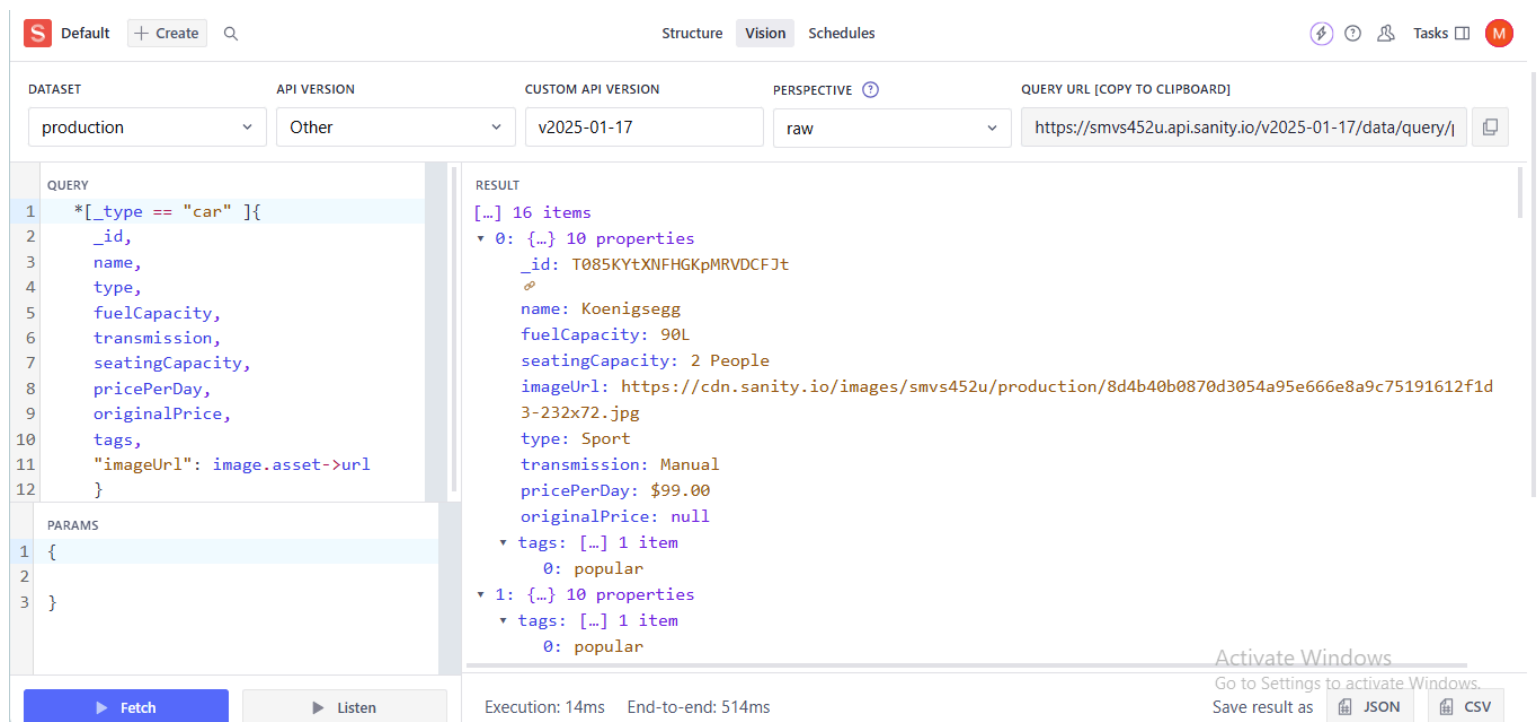 S Default + Create Structure Vision Schedules Tasks M
DATASET API VERSION CUSTOM API VERSION PERSPECTIVE ? QUERY URL [COPY TO CLIPBOARD]
production Other v2025-01-17 raw https://smvs452u.api.sanity.io/v2025-01-17/data/query/
QUERY
1 *[_type == "car" ]{
2 _id,
3 name,
4 type,
5 fuelCapacity,
6 transmission,
7 seatingCapacity,
8 pricePerDay,
9 originalPrice,
10 tags,
11 "imageUrl": image.asset->url
12 }
PARAMS
1 {
2
3 }
Fetch Listen
RESULT
[…] 16 items
0: {…} 10 properties
_id: T085KYtXNFHGKpMRVDCFJt
name: Koenigsegg
fuelCapacity: 90L
seatingCapacity: 2 People
imageUrl: https://cdn.sanity.io/images/smvs452u/production/8d4b40b0870d3054a95e666e8a9c75191612f1d
3-232x72.jpg
type: Sport
transmission: Manual
pricePerDay: $99.00
originalPrice: null
tags: […] 1 item
0: popular
1: {…} 10 properties
tags: […] 1 item
0: popular
Activate Windows
Go to Settings to activate Windows.
Execution: 14ms End-to-end: 514ms Save result as JSON CSV